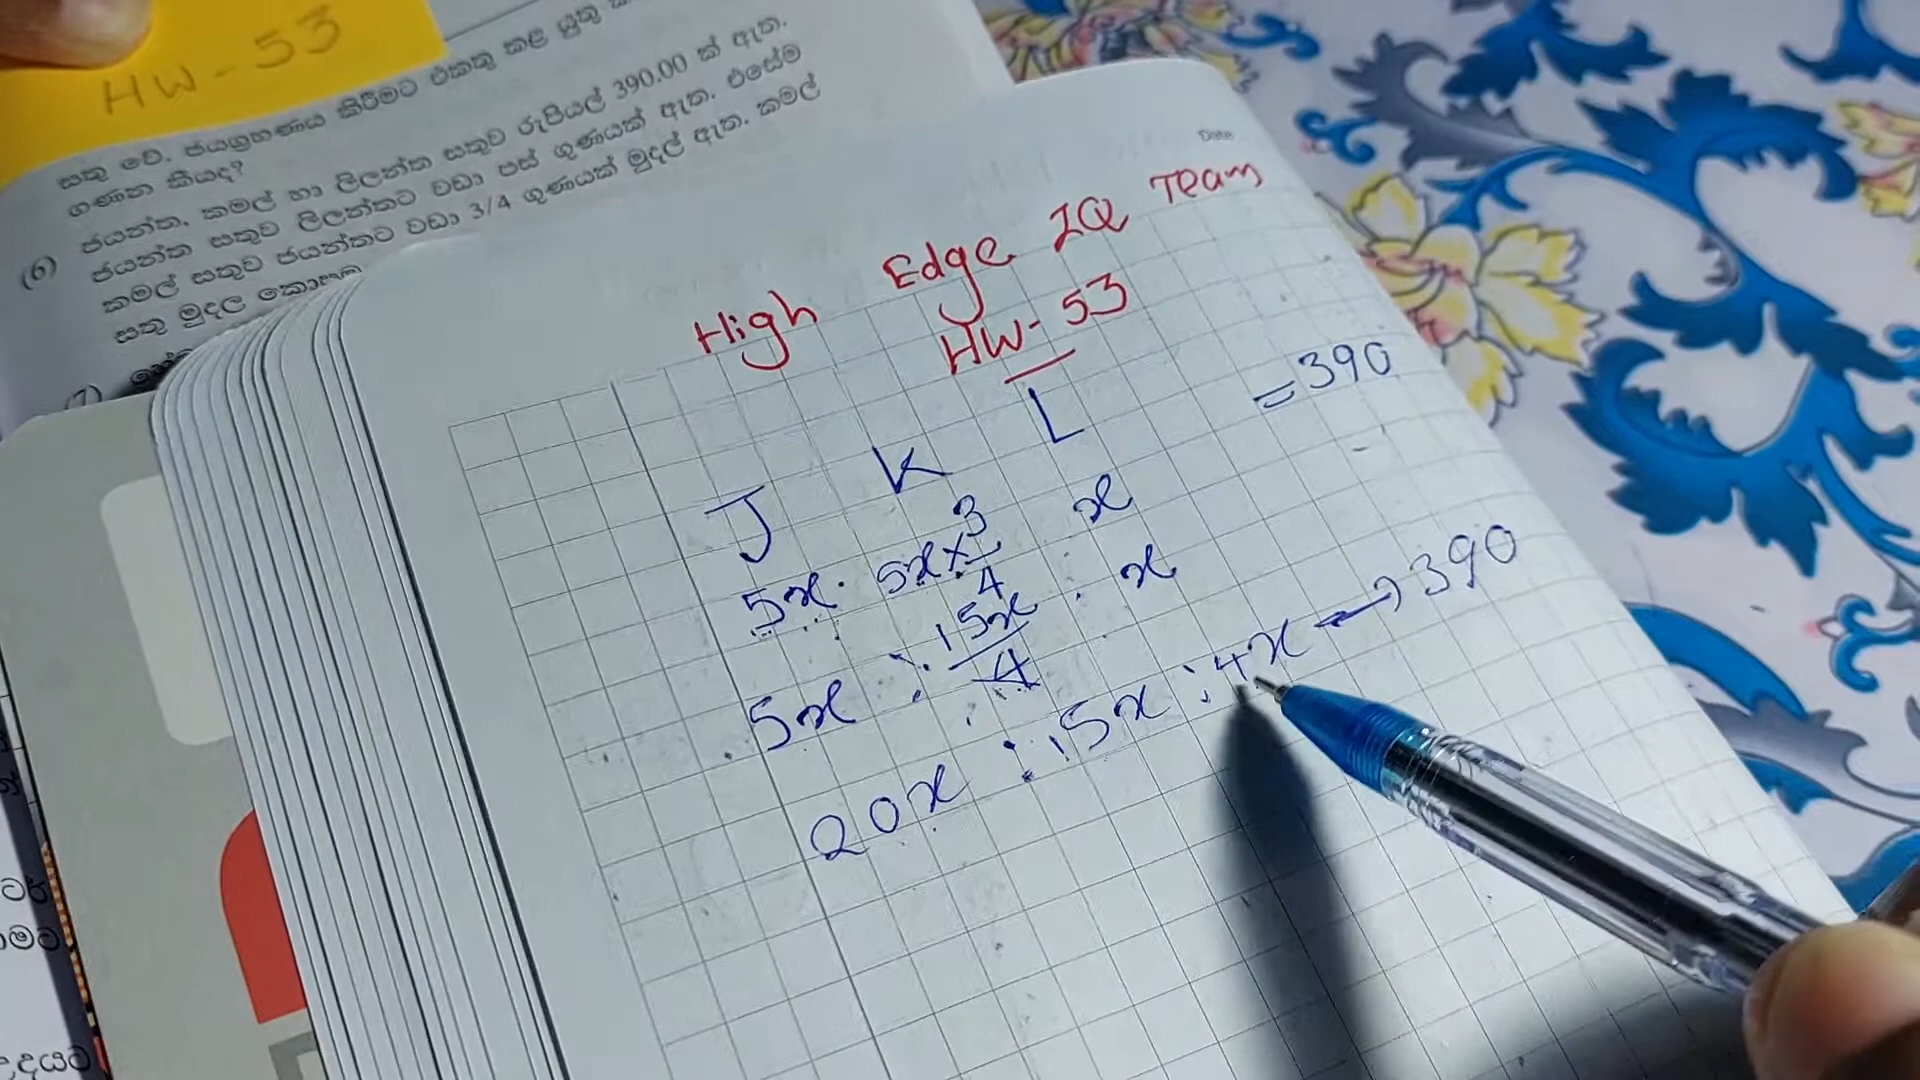 HW - 53
සතු වේ. ජයග්‍රහණය කිරීමට එකතු කළ යුතු
ගණන කීයද?
(6) ජයන්ත, කමල් හා ලිලන්ත සතුව රුපියල් 390.00 ක් ඇත.
ජයන්ත සතුව ලිලන්තට වඩා පස් ගුණයක් ඇත. එසේම
කමල් සතුව ජයන්තට වඩා 3/4 ගුණයක් මුදල් ඇත. කමල්
සතු මුදල
(7)
Date
High Edge IQ Team
HW- 53
J K L = 390
5x . 5x × 3/4 x
5x : 15x/4 . x
20x : 15x : 4x → 390